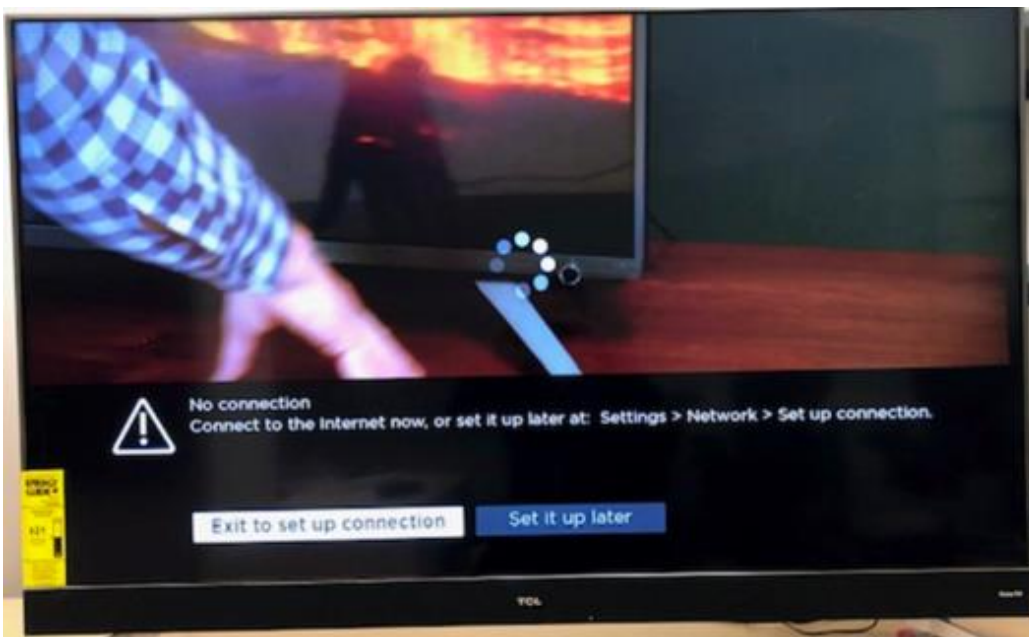 No connection
Connect to the Internet now, or set it up later at: Settings > Network > Set up connection.
Exit to set up connection
Set it up later
TCL